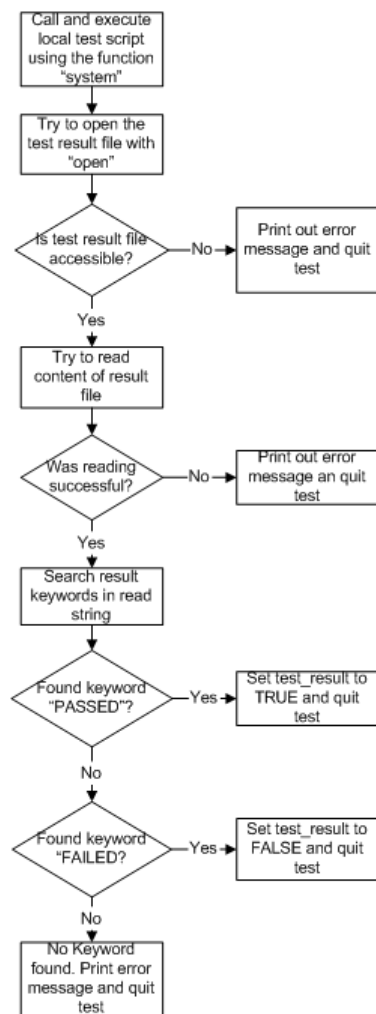 Call and execute
local test script
using the function
“system”
Try to open the
test result file with
“open”
Is test result file
accessible?
No
Print out error
message and quit
test
Yes
Try to read
content of result
file
Was reading
successful?
No
Print out error
message an quit
test
Yes
Search result
keywords in read
string
Found keyword
“PASSED”?
Yes
Set test_result to
TRUE and quit
test
No
Found keyword
“FAILED?
Yes
Set test_result to
FALSE and quit
test
No
No Keyword
found. Print error
message and quit
test